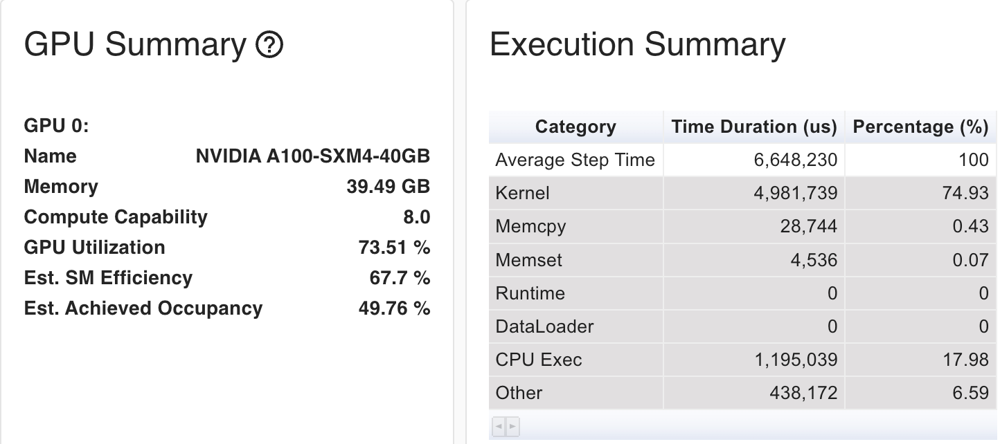 GPU Summary ?
GPU 0:
Name NVIDIA A100-SXM4-40GB
Memory 39.49 GB
Compute Capability 8.0
GPU Utilization 73.51 %
Est. SM Efficiency 67.7 %
Est. Achieved Occupancy 49.76 %
Execution Summary
Category Time Duration (us) Percentage (%)
Average Step Time 6,648,230 100
Kernel 4,981,739 74.93
Memcpy 28,744 0.43
Memset 4,536 0.07
Runtime 0 0
DataLoader 0 0
CPU Exec 1,195,039 17.98
Other 438,172 6.59